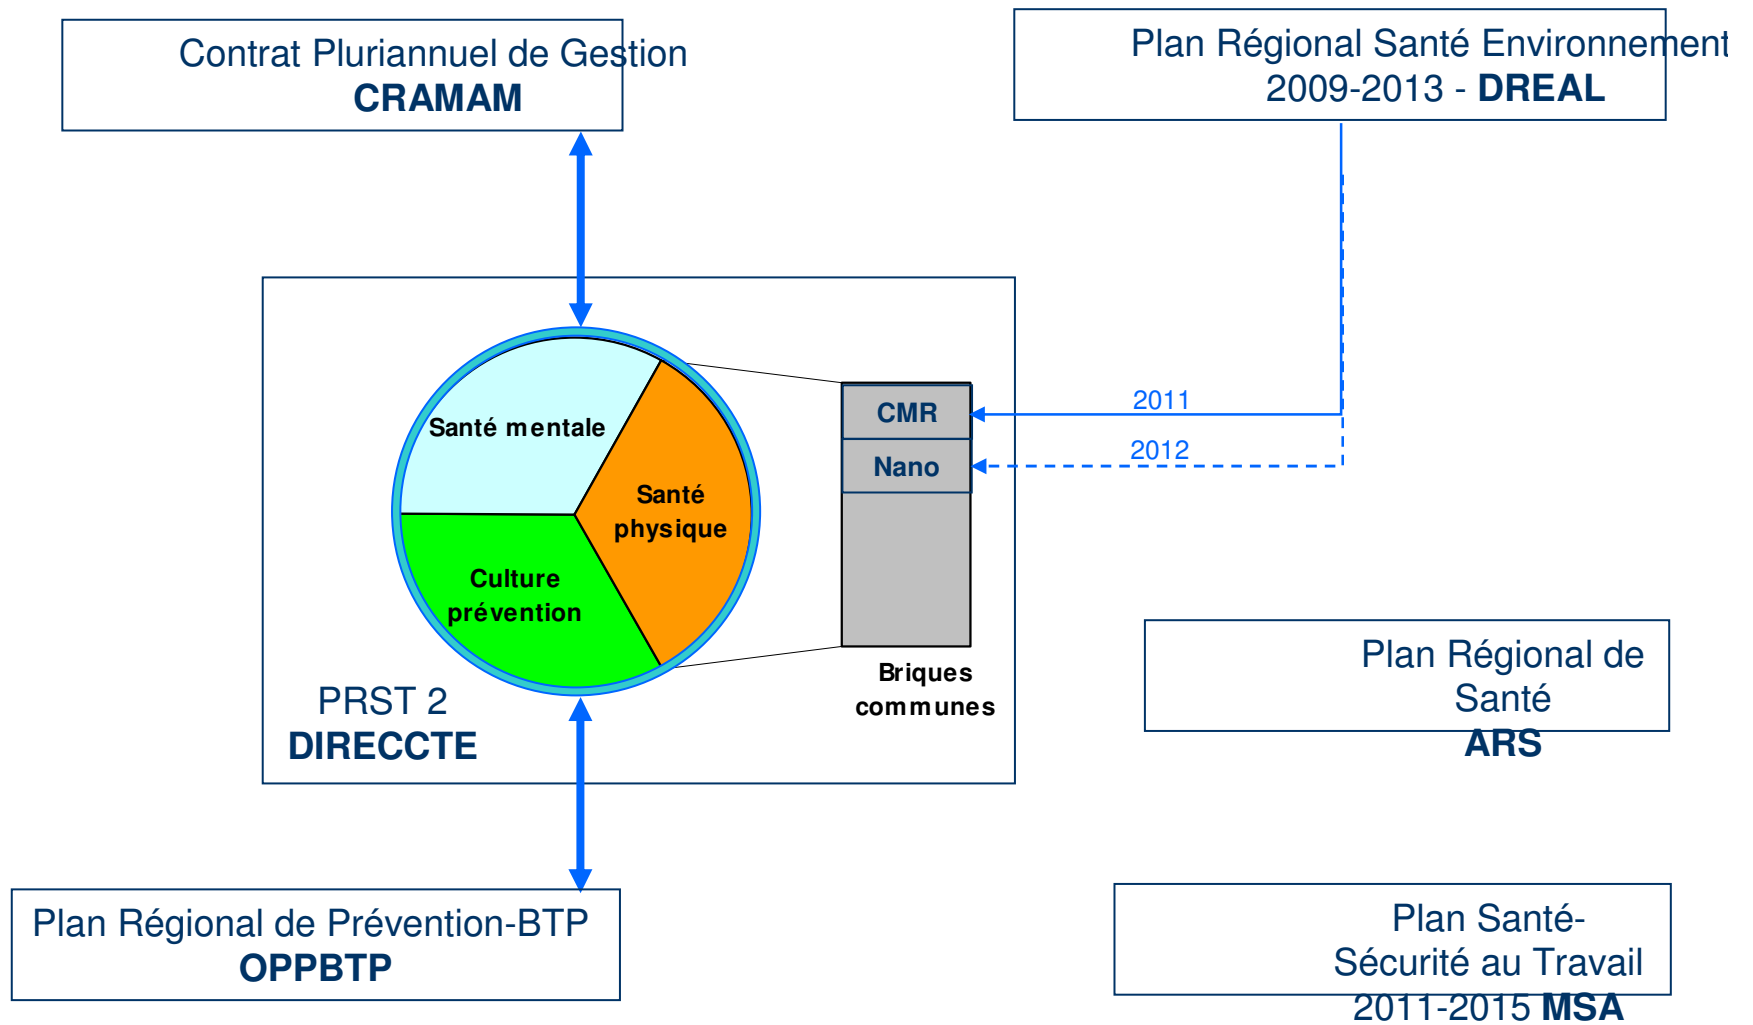 Contrat Pluriannuel de Gestion
CRAMAM
Plan Régional Santé Environnement
2009-2013 - DREAL
Santé mentale
Santé
physique
Culture
prévention
CMR
Nano
2011
2012
Briques
communes
PRST 2
DIRECCTE
Plan Régional de
Santé
ARS
Plan Régional de Prévention-BTP
OPPBTP
Plan Santé-
Sécurité au Travail
2011-2015 MSA